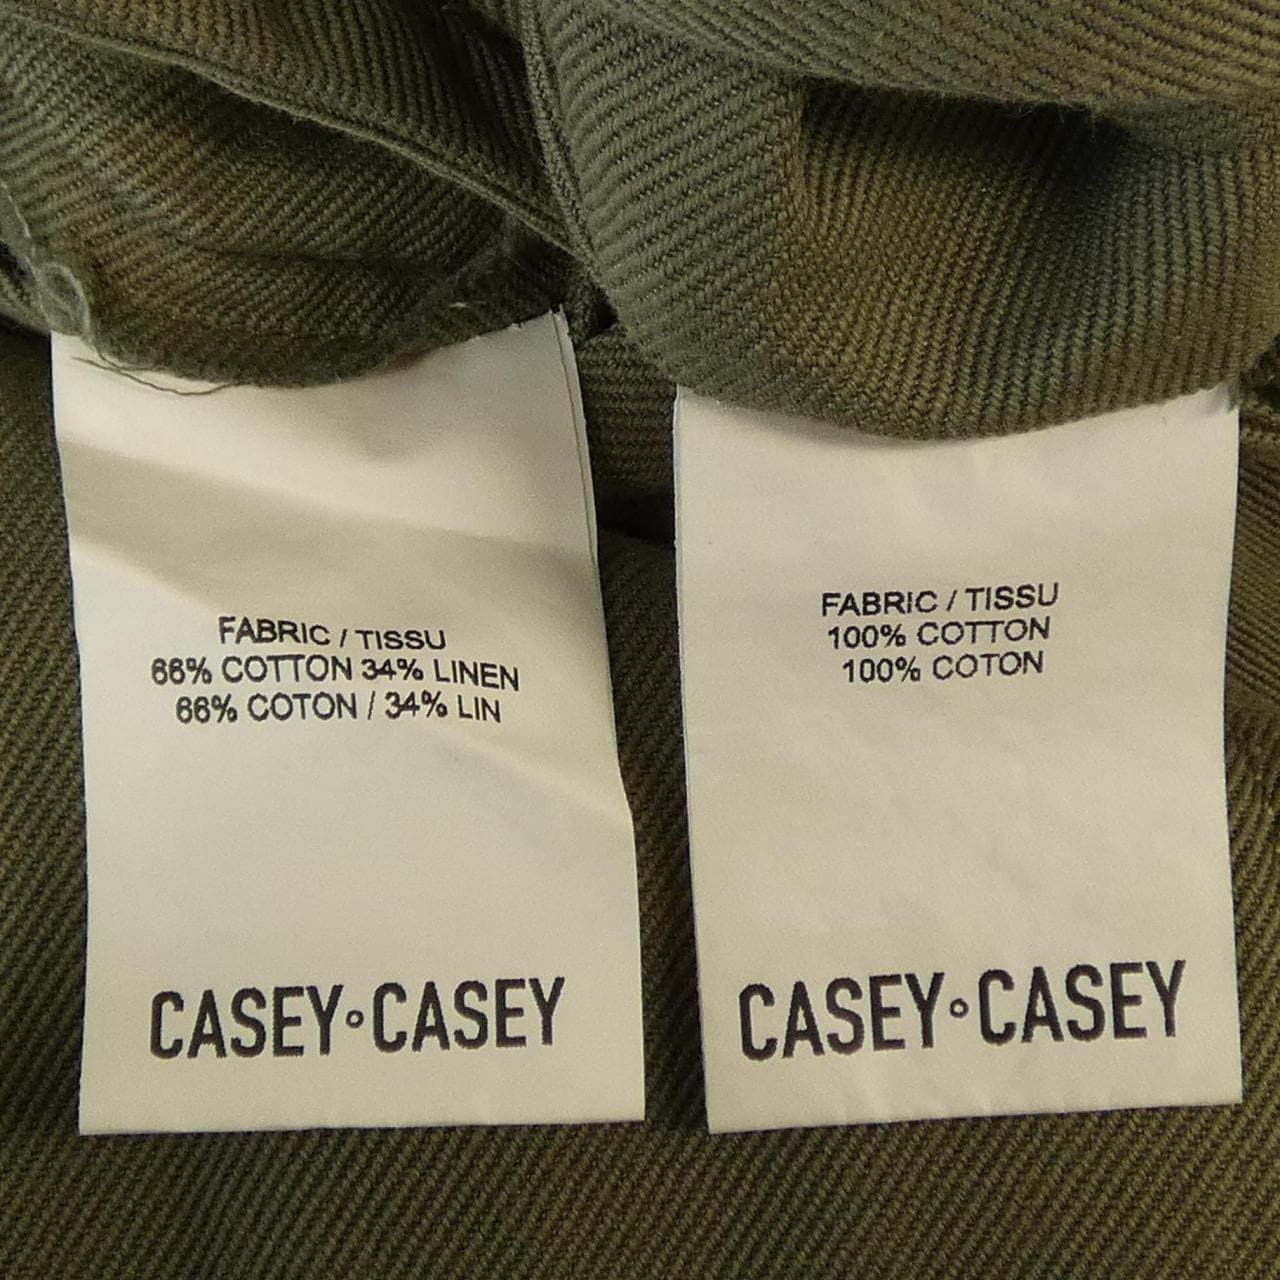 FABRIC / TISSU
66% COTTON 34% LINEN
66% COTON / 34% LIN
CASEY°CASEY
FABRIC / TISSU
100% COTTON
100% COTON
CASEY°CASEY